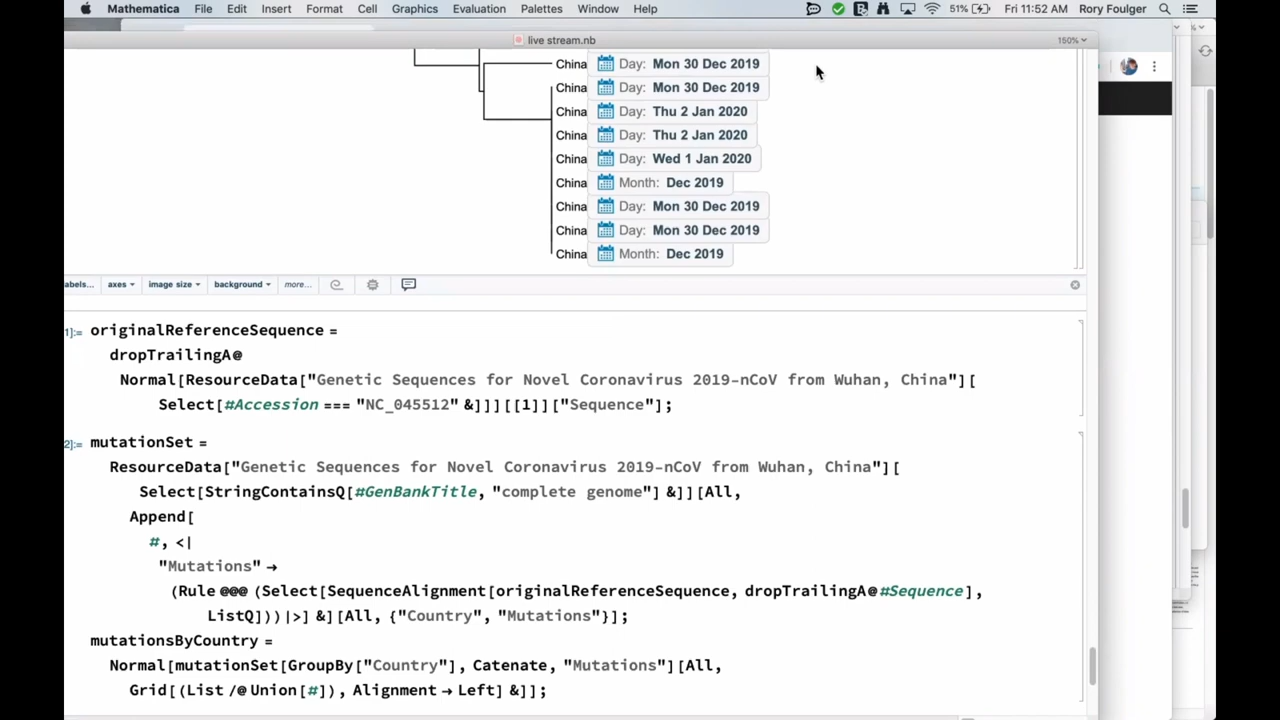 Mathematica File Edit Insert Format Cell Graphics Evaluation Palettes Window Help 51% Fri 11:52 AM Rory Foulger
live stream.nb 150%
China Day: Mon 30 Dec 2019
China Day: Mon 30 Dec 2019
China Day: Thu 2 Jan 2020
China Day: Thu 2 Jan 2020
China Day: Wed 1 Jan 2020
China Month: Dec 2019
China Day: Mon 30 Dec 2019
China Day: Mon 30 Dec 2019
China Month: Dec 2019
abels... axes image size background more...
1]:= originalReferenceSequence =
dropTrailingA@
Normal[ResourceData["Genetic Sequences for Novel Coronavirus 2019-nCoV from Wuhan, China"][
Select[#Accession === "NC_045512" &]]][[1]]["Sequence"];
2]:= mutationSet =
ResourceData["Genetic Sequences for Novel Coronavirus 2019-nCoV from Wuhan, China"][
Select[StringContainsQ[#GenBankTitle, "complete genome"] &]][All,
Append[
#, <|
"Mutations" →
(Rule @@@ (Select[SequenceAlignment[originalReferenceSequence, dropTrailingA@#Sequence],
ListQ]))|>] &][All, {"Country", "Mutations"}];
mutationsByCountry =
Normal[mutationSet[GroupBy["Country"], Catenate, "Mutations"][All,
Grid[(List /@ Union[#]), Alignment → Left] &]];